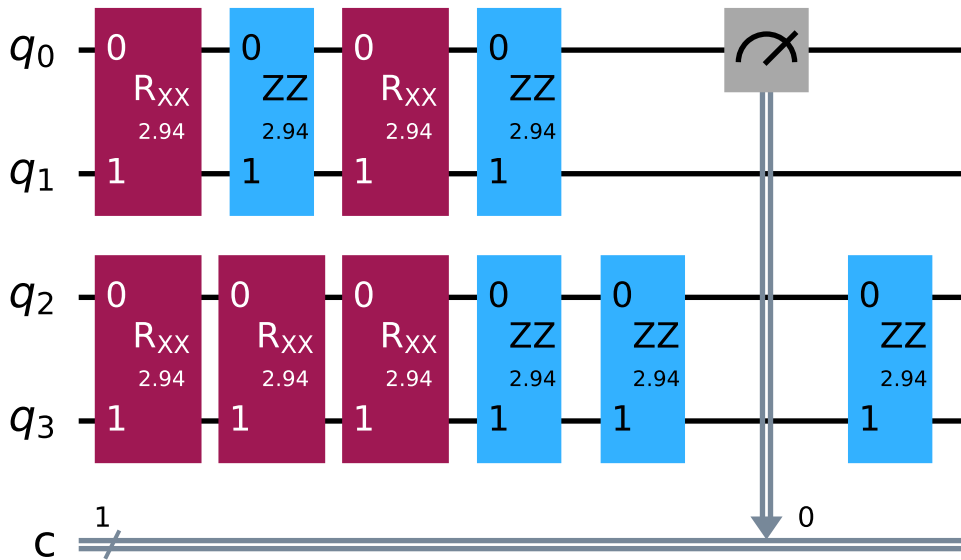 q0 0 0 0 0
RXX ZZ RXX ZZ
2.94 2.94 2.94 2.94
q1 1 1 1 1
q2 0 0 0 0 0 0
RXX RXX RXX ZZ ZZ ZZ
2.94 2.94 2.94 2.94 2.94 2.94
q3 1 1 1 1 1 1
1 0
c